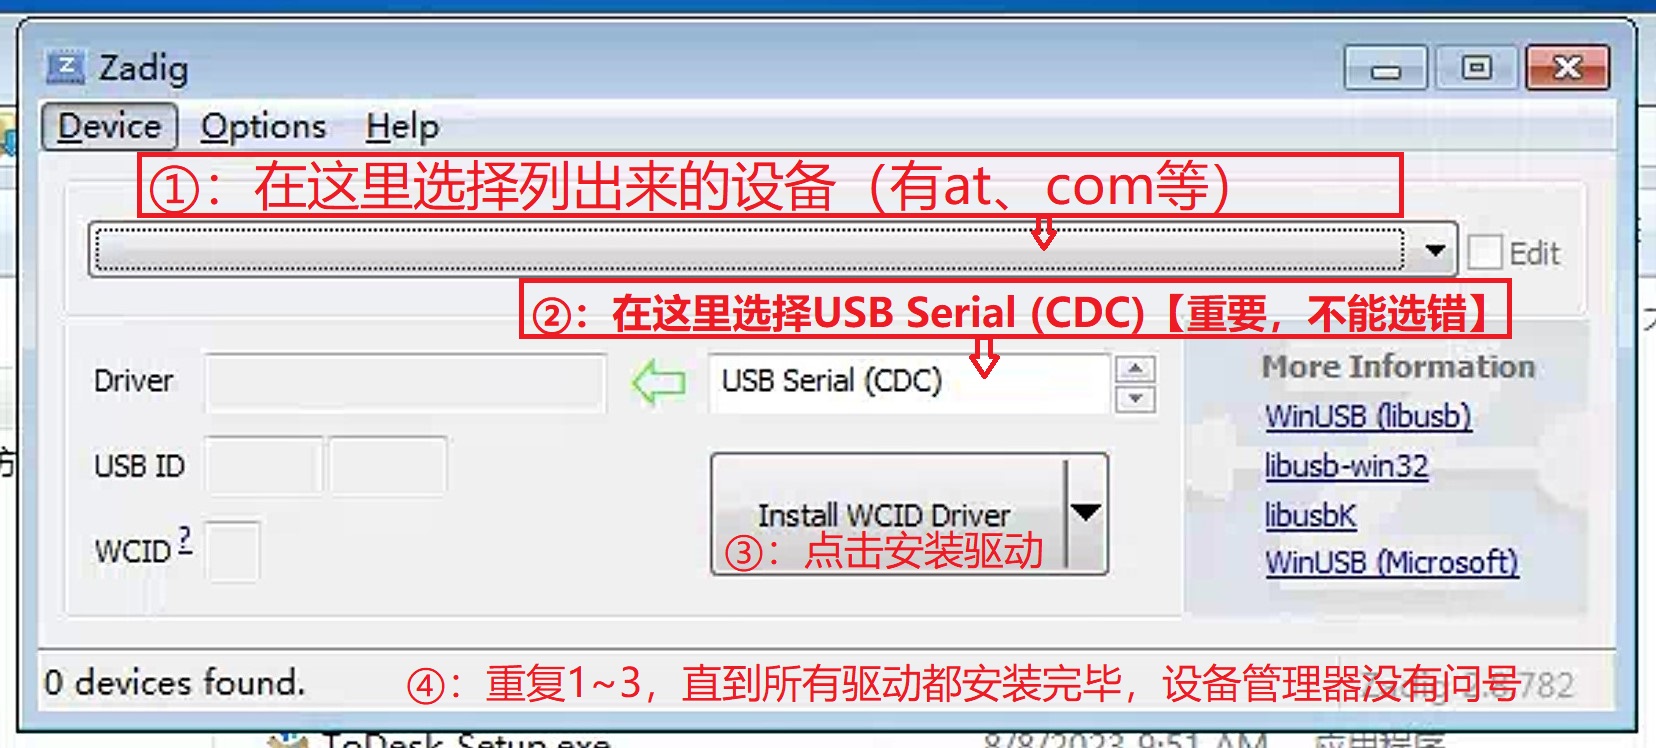 Zadig
Device Options Help
①：在这里选择列出来的设备（有at、com等）
Edit
②：在这里选择USB Serial (CDC)【重要，不能选错】
Driver
USB Serial (CDC)
More Information
WinUSB (libusb)
USB ID
libusb-win32
Install WCID Driver
libusbK
③：点击安装驱动
WCID ?
WinUSB (Microsoft)
0 devices found.
④：重复1~3，直到所有驱动都安装完毕，设备管理器没有问号
ToDesk_Setup.exe
8/8/2023 9:51 AM
应用程序